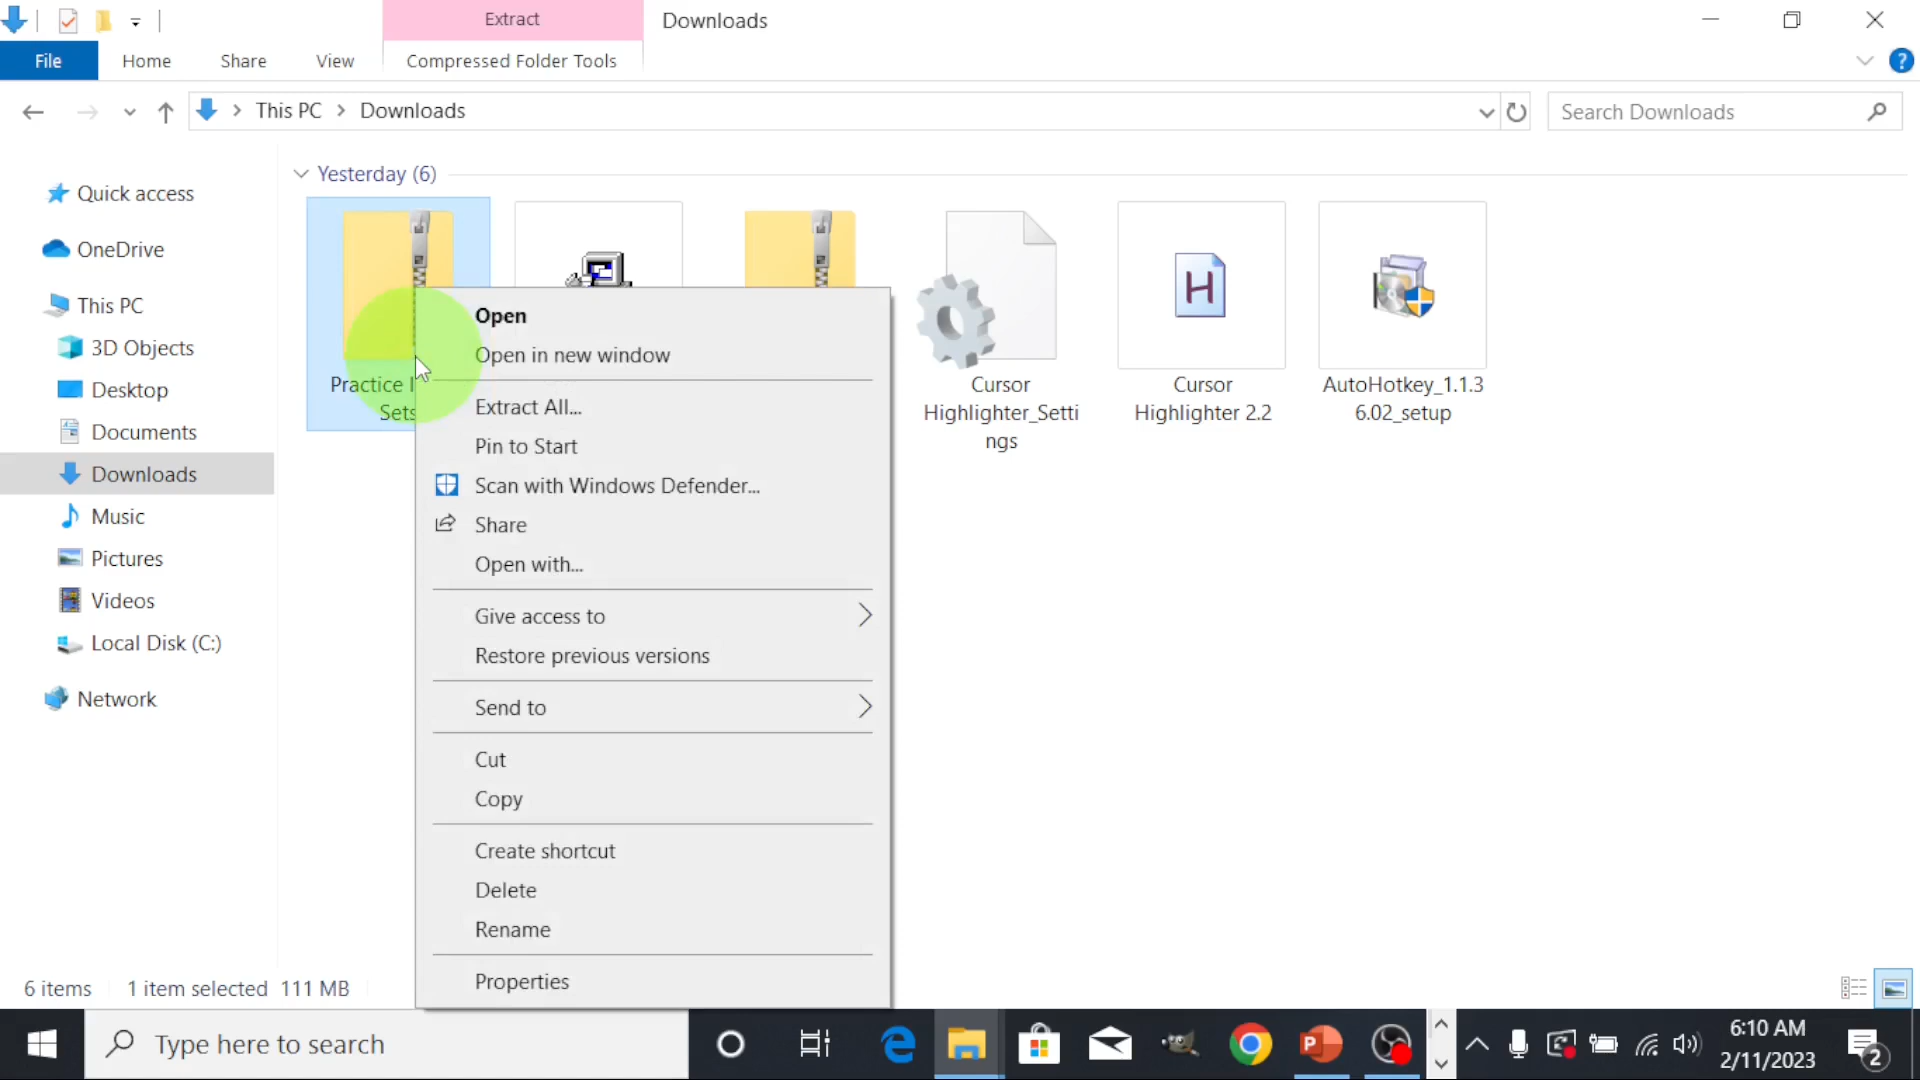 Extract
Downloads
File
Home
Share
View
Compressed Folder Tools
This PC
Downloads
Search Downloads
Yesterday (6)
Quick access
OneDrive
This PC
3D Objects
Desktop
Documents
Downloads
Music
Pictures
Videos
Local Disk (C:)
Network
Practice
Sets
H
Cursor
Highlighter_Setti
ngs
Cursor
Highlighter 2.2
AutoHotkey_1.1.3
6.02_setup
Open
Open in new window
Extract All...
Pin to Start
Scan with Windows Defender...
Share
Open with...
Give access to
Restore previous versions
Send to
Cut
Copy
Create shortcut
Delete
Rename
Properties
6 items
1 item selected 111 MB
Type here to search
6:10 AM
2/11/2023
2